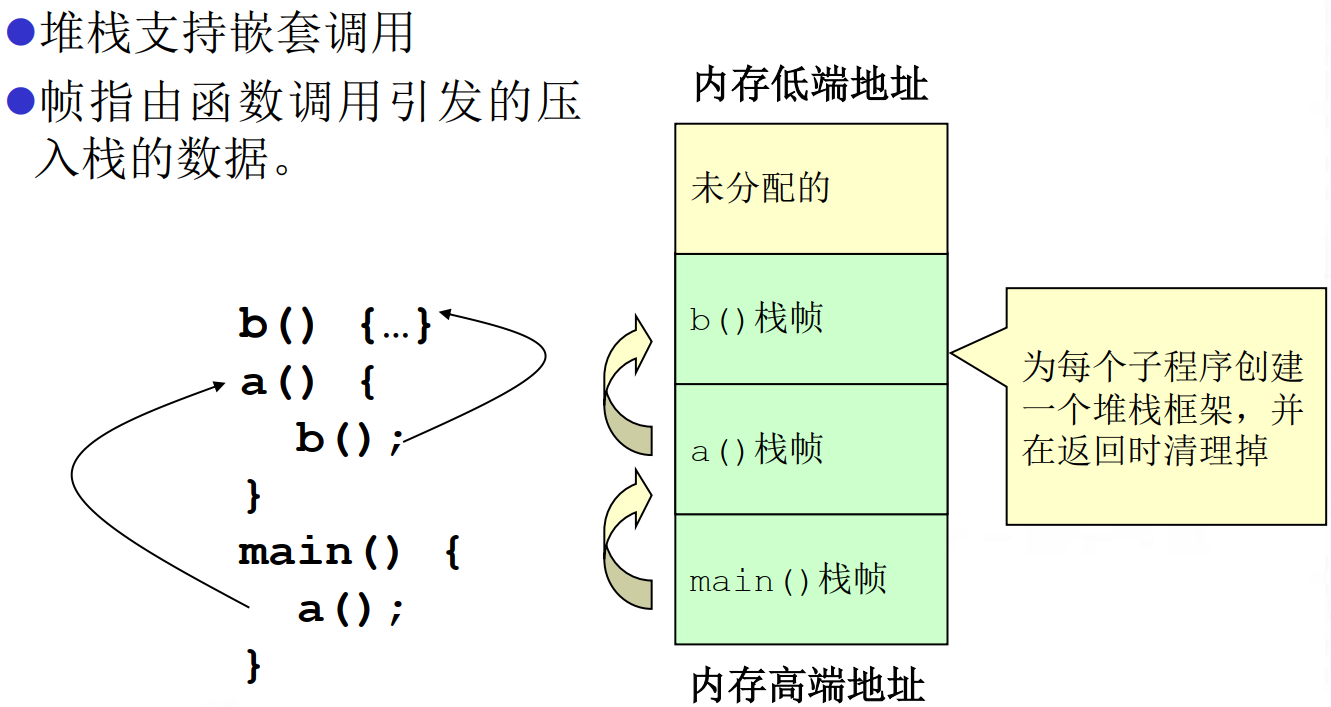 ●堆栈支持嵌套调用
●帧指由函数调用引发的压
入栈的数据。
b() {…}
a() {
b();
}
main() {
a();
}
内存低端地址
未分配的
b()栈帧
a()栈帧
main()栈帧
内存高端地址
为每个子程序创建
一个堆栈框架，并
在返回时清理掉